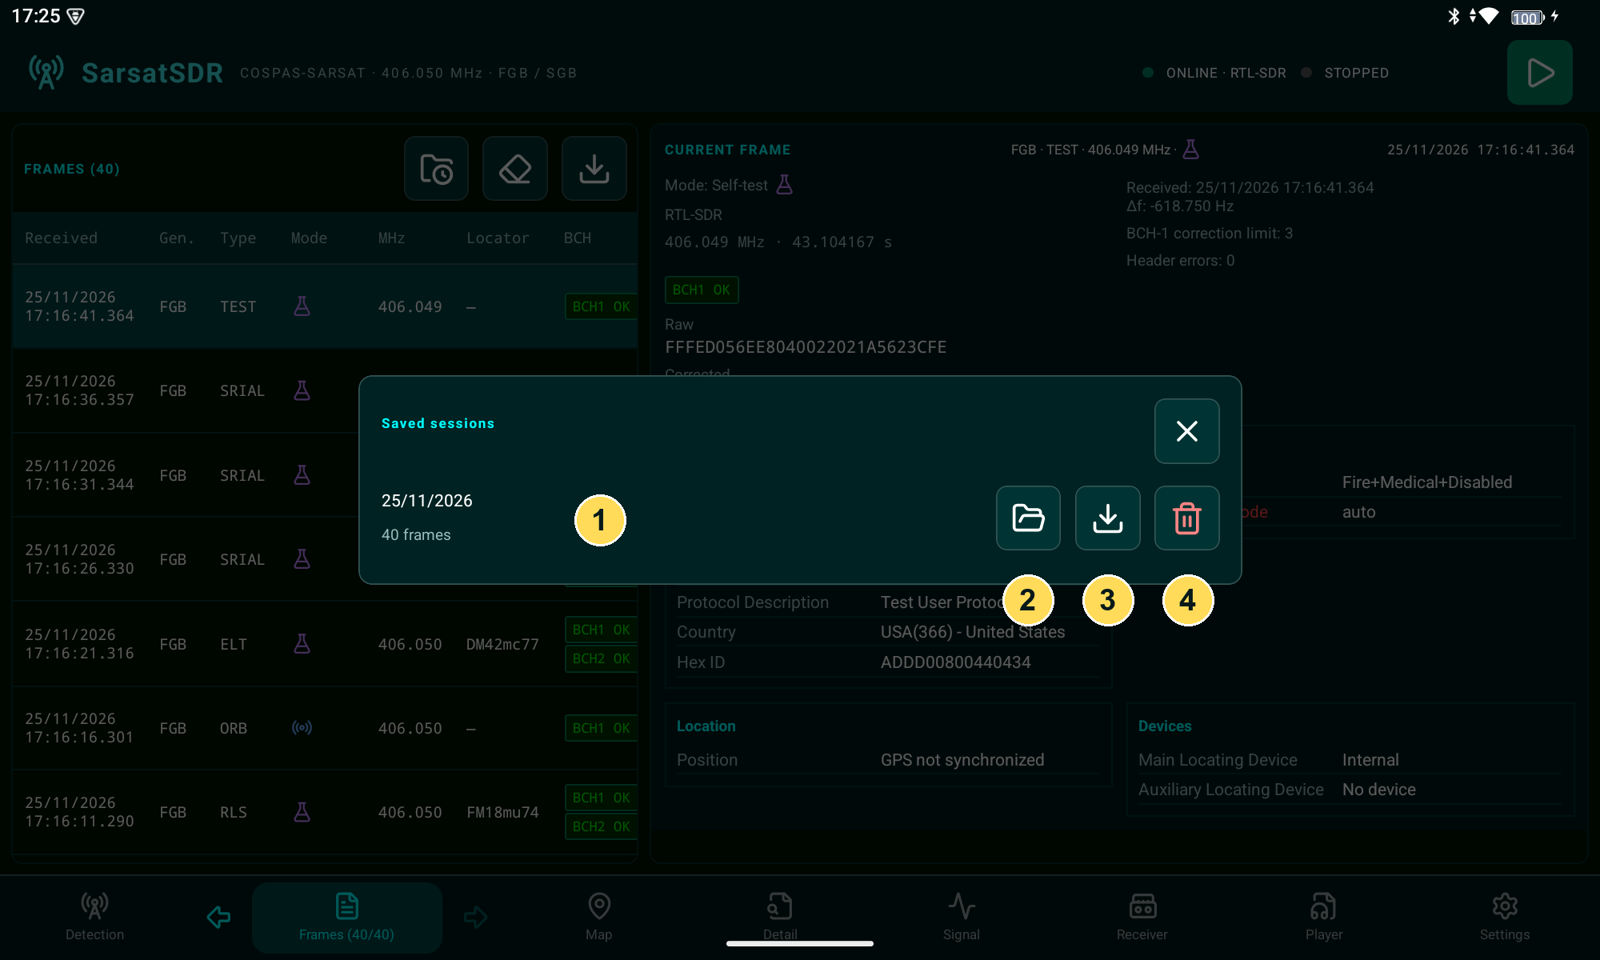 17:25
100
SarsatSDR COSPAS-SARSAT · 406.050 MHz · FGB / SGB
ONLINE · RTL-SDR STOPPED
FRAMES (40)
Received Gen. Type Mode MHz Locator BCH
25/11/2026
17:16:41.364 FGB TEST 406.049 – BCH1 OK
25/11/2026
17:16:36.357 FGB SRIAL
25/11/2026
17:16:31.344 FGB SRIAL
25/11/2026
17:16:26.330 FGB SRIAL
25/11/2026
17:16:21.316 FGB ELT 406.050 DM42mc77 BCH1 OK
BCH2 OK
25/11/2026
17:16:16.301 FGB ORB 406.050 – BCH1 OK
25/11/2026
17:16:11.290 FGB RLS 406.050 FM18mu74 BCH1 OK
BCH2 OK
CURRENT FRAME FGB · TEST · 406.049 MHz · 25/11/2026 17:16:41.364
Mode: Self-test
RTL-SDR
406.049 MHz · 43.104167 s
Received: 25/11/2026 17:16:41.364
Δf: -618.750 Hz
BCH-1 correction limit: 3
Header errors: 0
BCH1 OK
Raw
FFFED056EE8040022021A5623CFE
Corrected
Saved sessions
25/11/2026
40 frames
1
2
3
4
Fire+Medical+Disabled
auto
Protocol Description
Country USA(366) - United States
Hex ID ADDD00800440434
Test User
Location
Position GPS not synchronized
Devices
Main Locating Device Internal
Auxiliary Locating Device No device
Detection
Frames (40/40)
Map
Detail
Signal
Receiver
Player
Settings